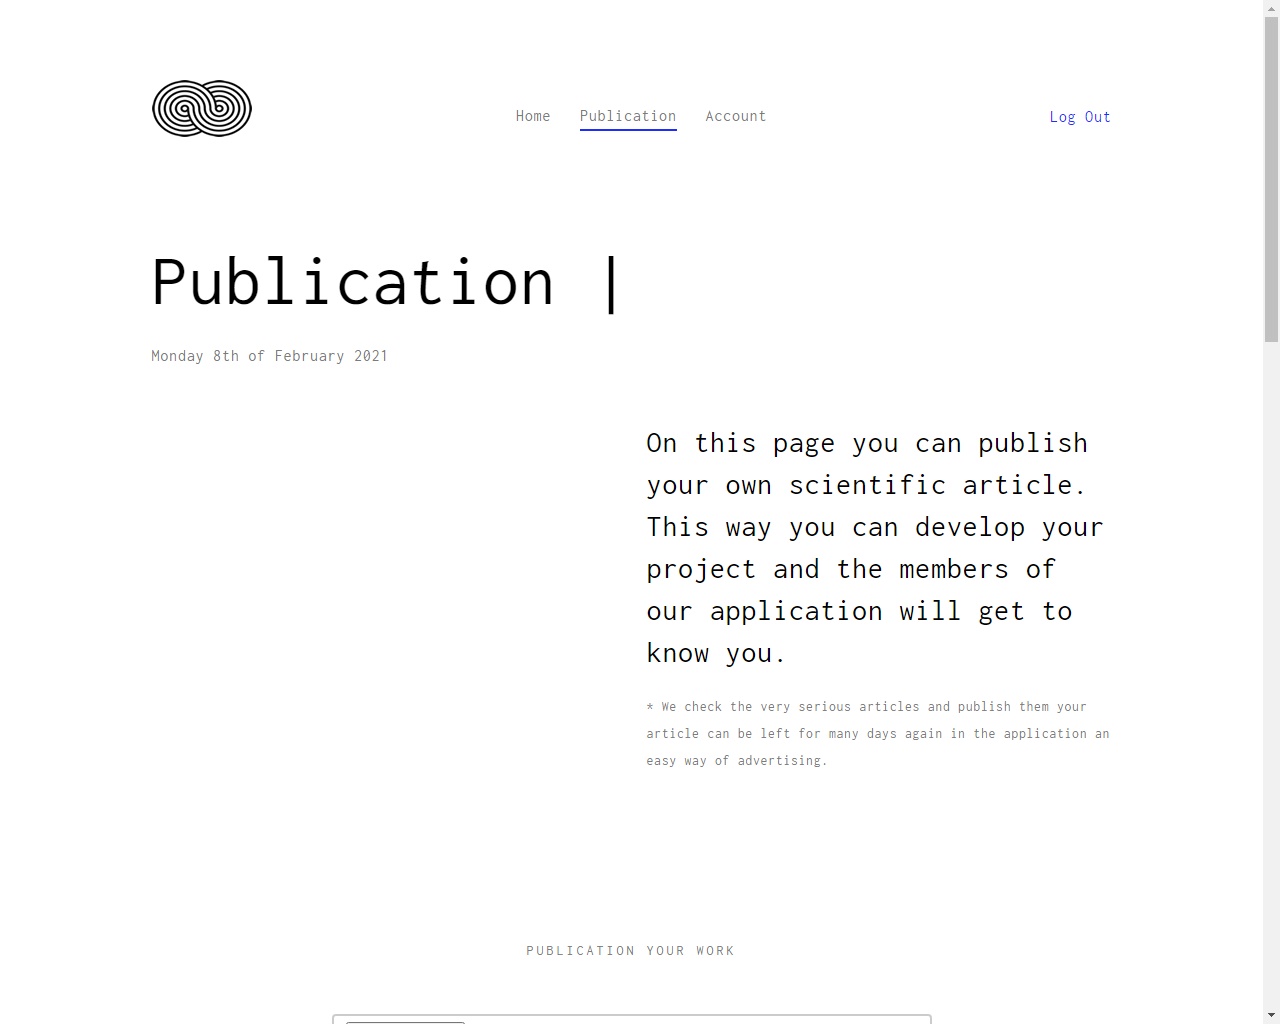 Home Publication Account Log Out
Publication |
Monday 8th of February 2021
On this page you can publish
your own scientific article.
This way you can develop your
project and the members of
our application will get to
know you.
* We check the very serious articles and publish them your
article can be left for many days again in the application an
easy way of advertising.
PUBLICATION YOUR WORK